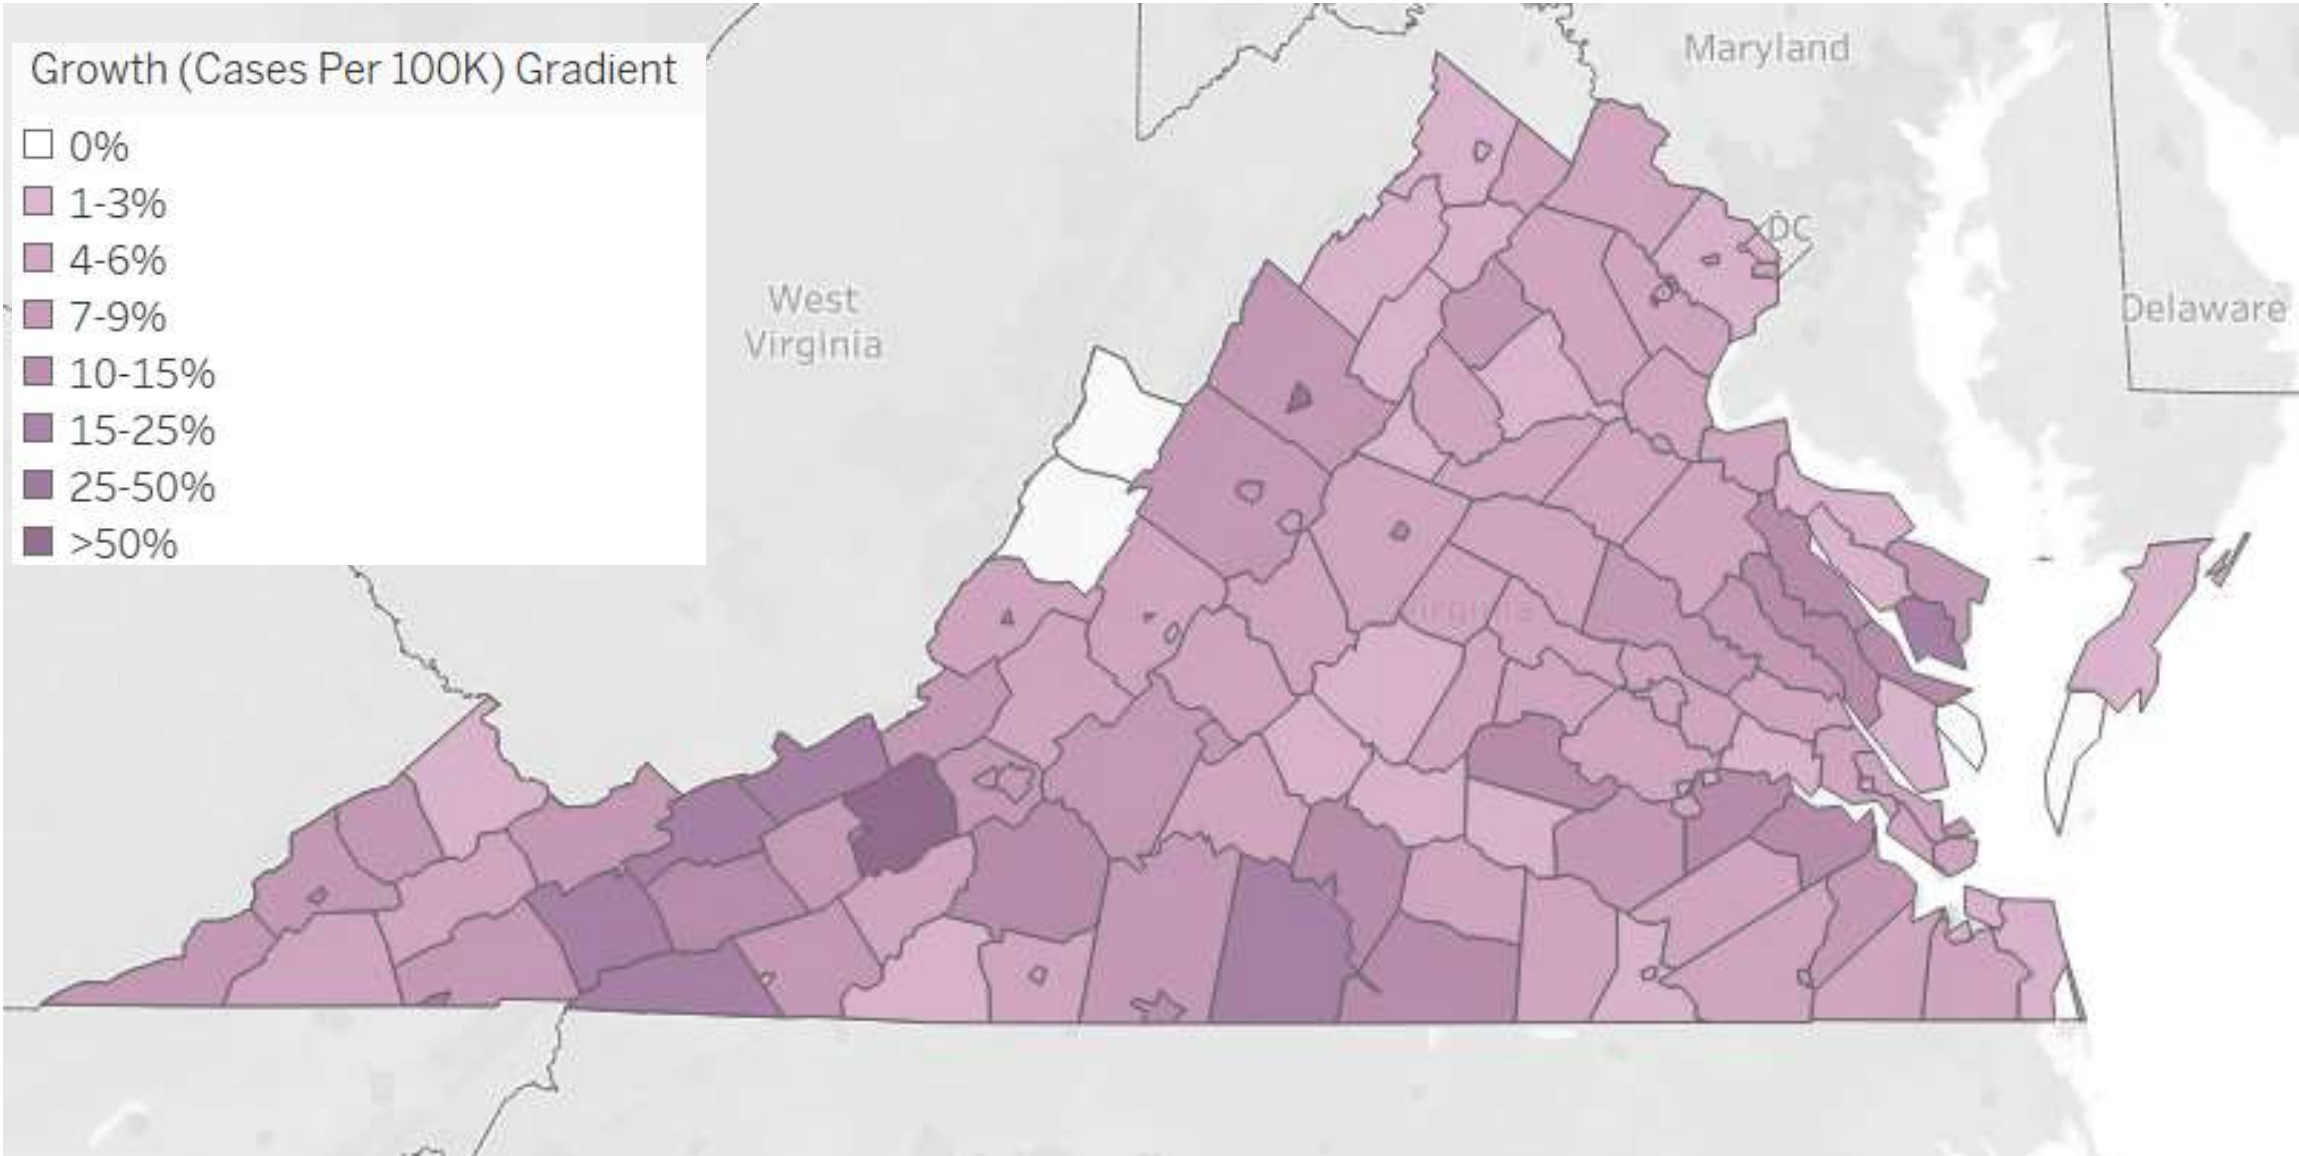 Growth (Cases Per 100K) Gradient
0%
1-3%
4-6%
7-9%
10-15%
15-25%
25-50%
>50%
Maryland
DC
West
Virginia
Delaware
Virginia